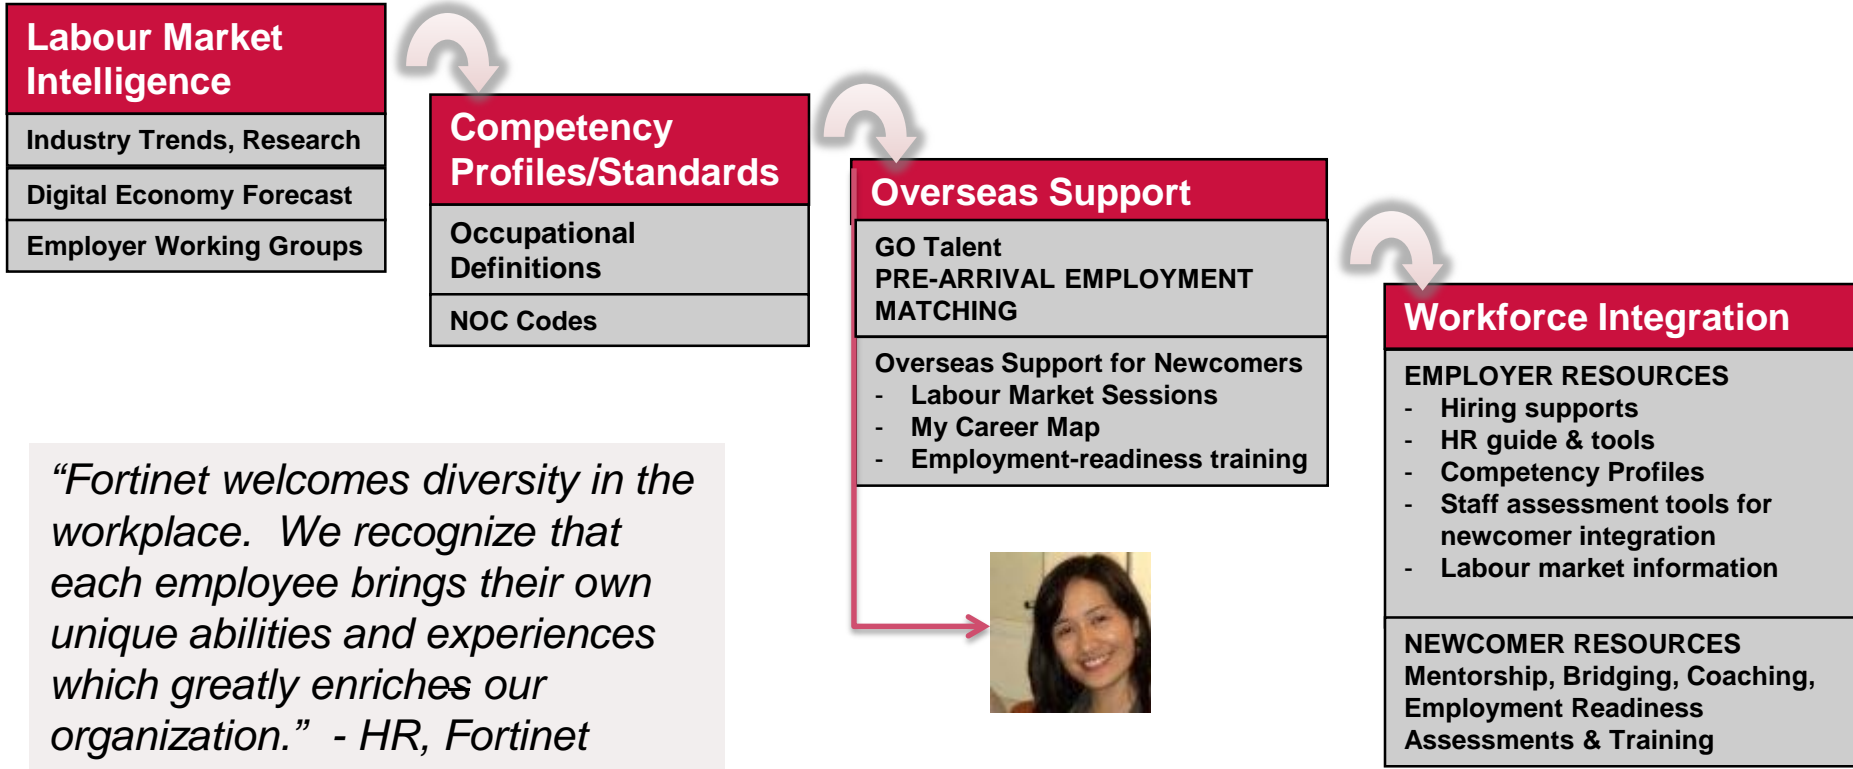 Labour Market
Intelligence
Industry Trends, Research
Digital Economy Forecast
Employer Working Groups
Competency
Profiles/Standards
Occupational
Definitions
NOC Codes
Overseas Support
GO Talent
PRE-ARRIVAL EMPLOYMENT
MATCHING
Overseas Support for Newcomers
- Labour Market Sessions
- My Career Map
- Employment-readiness training
Workforce Integration
EMPLOYER RESOURCES
- Hiring supports
- HR guide & tools
- Competency Profiles
- Staff assessment tools for
newcomer integration
- Labour market information
NEWCOMER RESOURCES
Mentorship, Bridging, Coaching,
Employment Readiness
Assessments & Training
“Fortinet welcomes diversity in the
workplace.  We recognize that
each employee brings their own
unique abilities and experiences
which greatly enriches our
organization.”  - HR, Fortinet